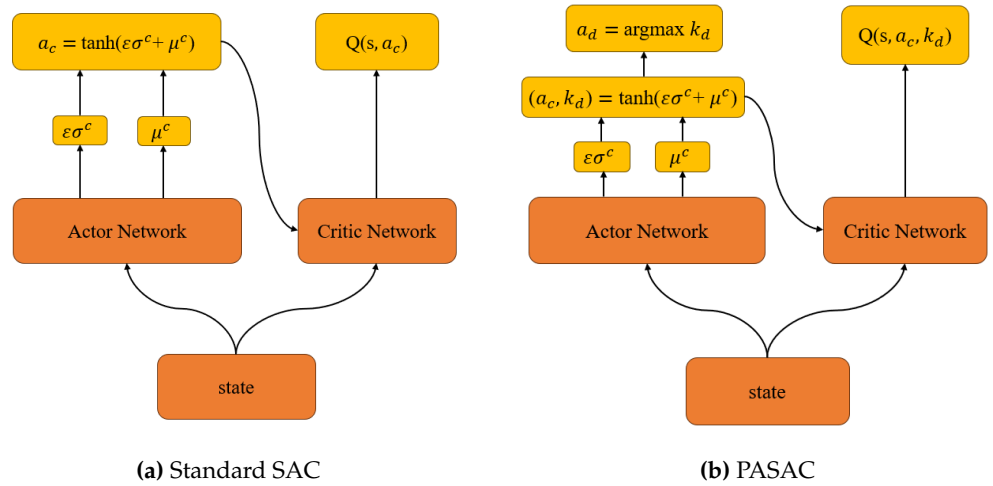 a_c = tanh(εσ^c + μ^c)
Q(s, a_c)
εσ^c
μ^c
Actor Network
Critic Network
state
(a) Standard SAC
a_d = argmax k_d
Q(s, a_c, k_d)
(a_c, k_d) = tanh(εσ^c + μ^c)
εσ^c
μ^c
Actor Network
Critic Network
state
(b) PASAC